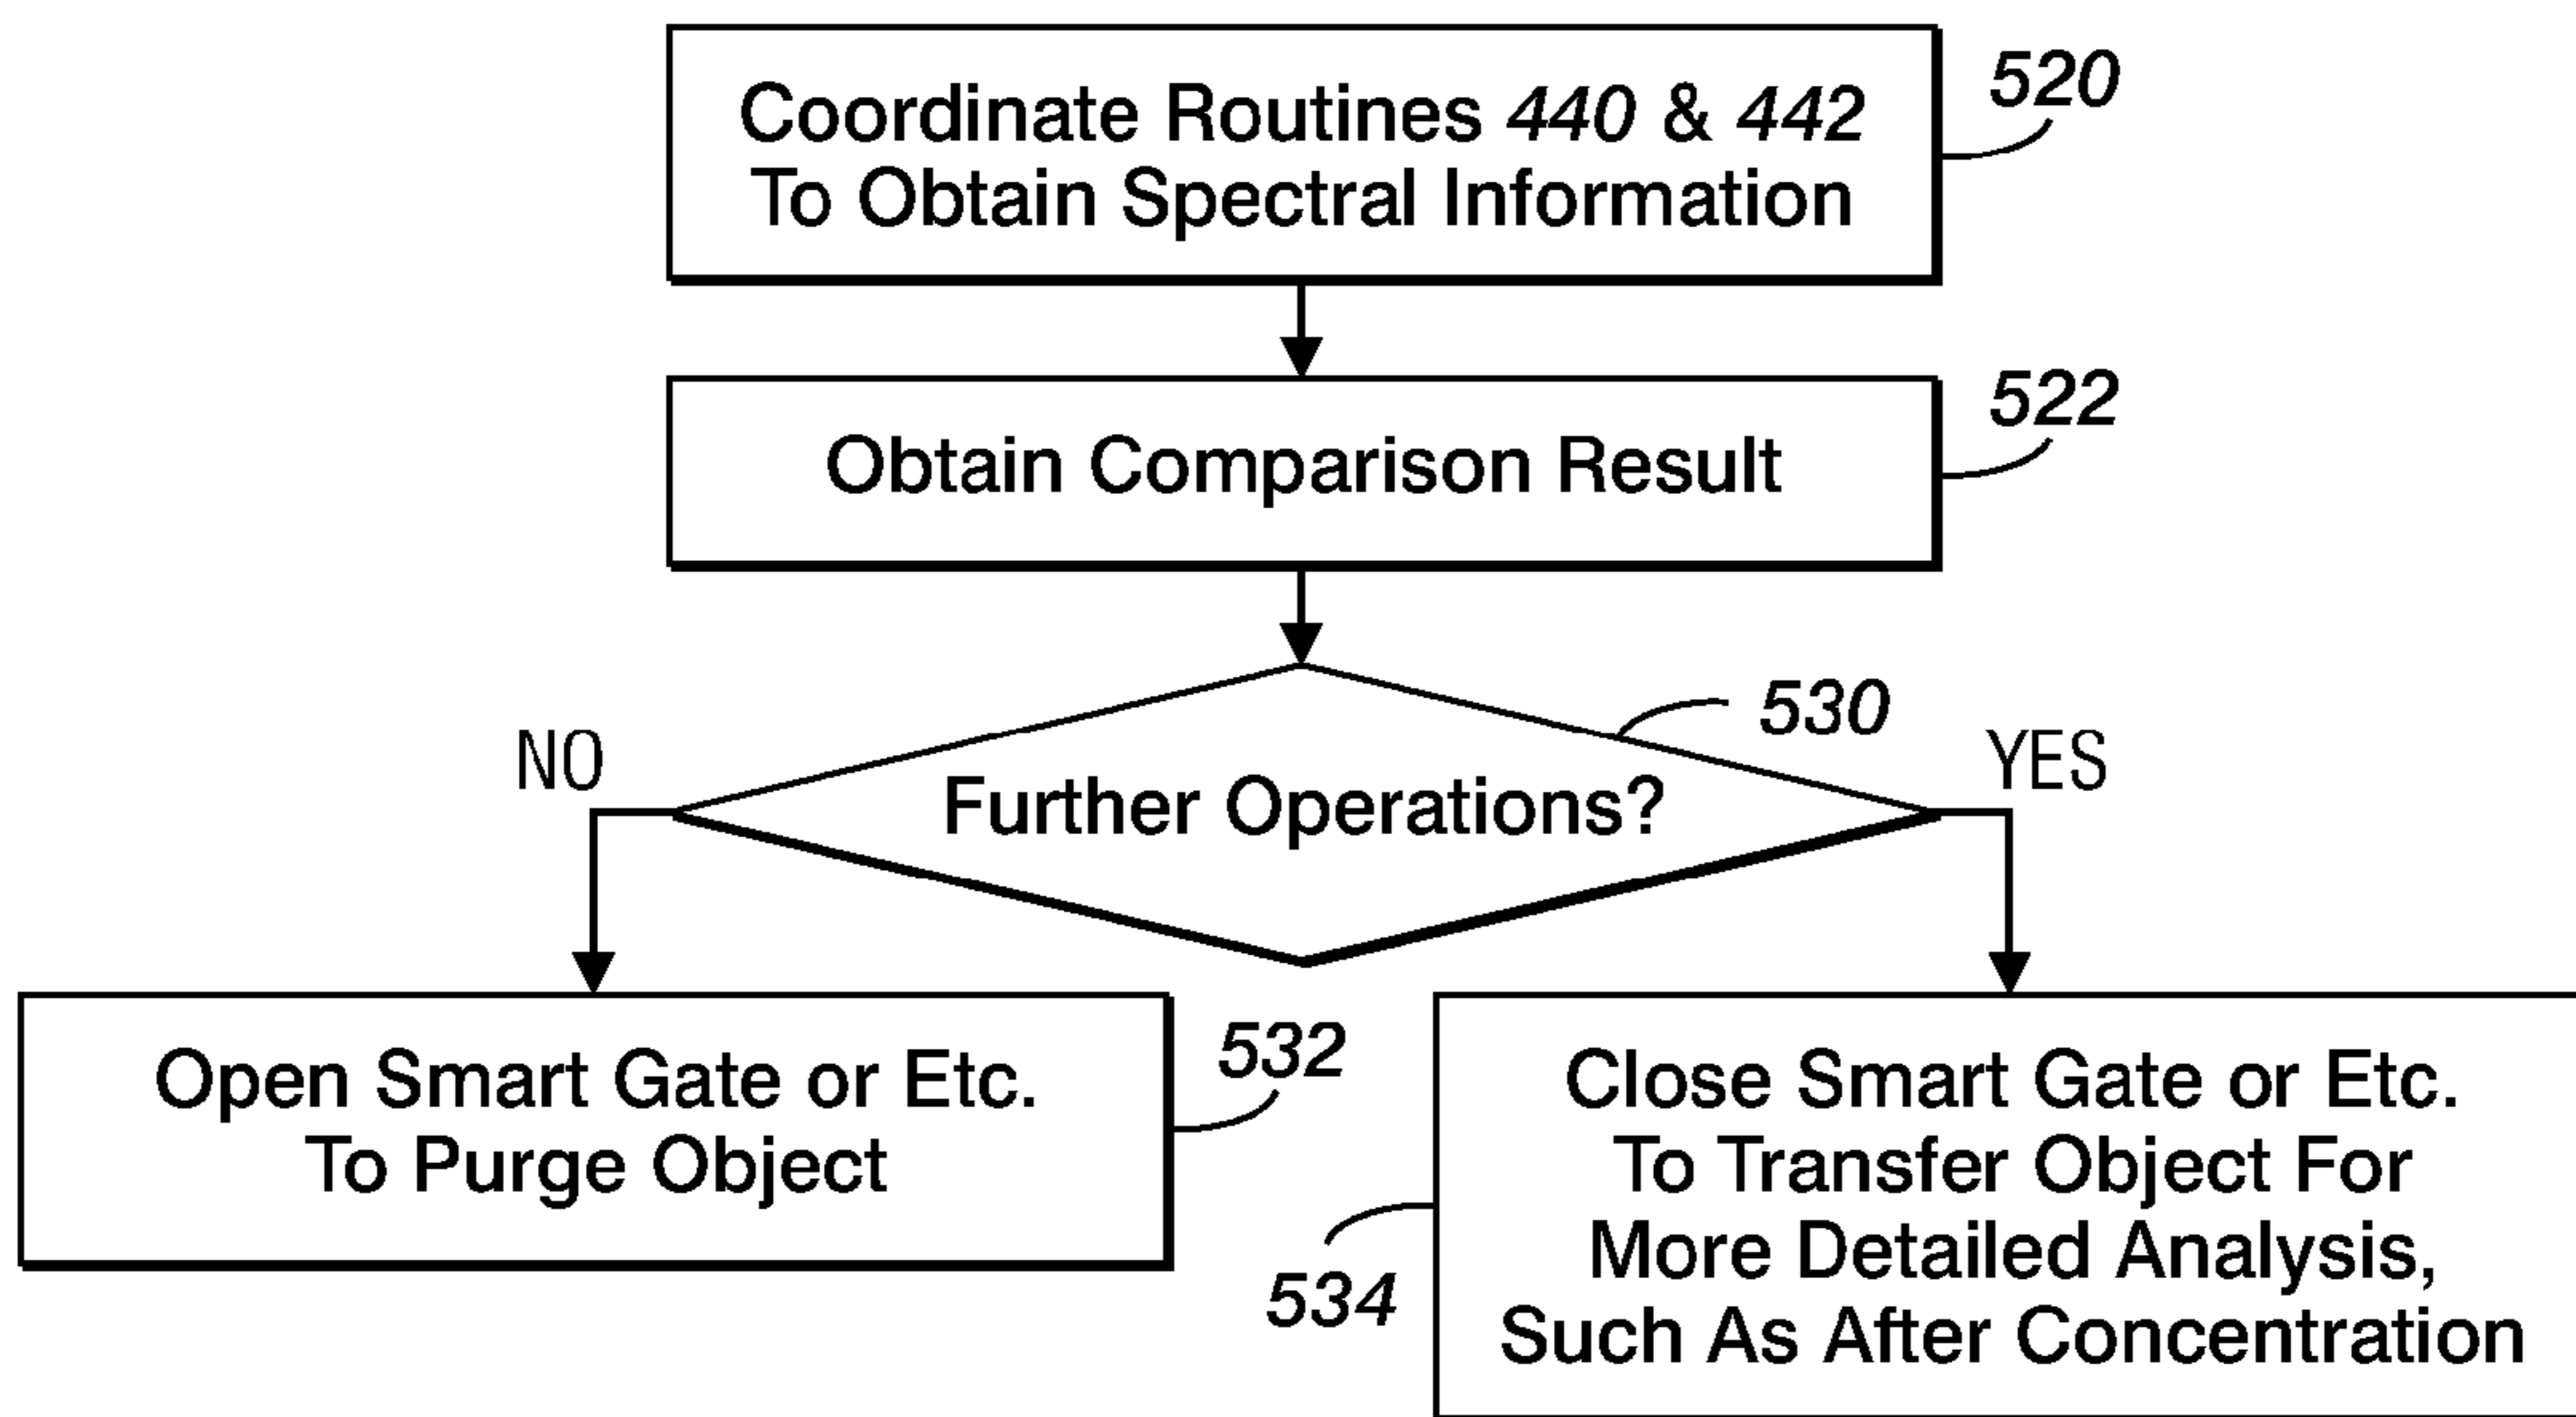 Coordinate Routines 440 & 442
To Obtain Spectral Information
520
Obtain Comparison Result
522
530
NO
YES
Further Operations?
Open Smart Gate or Etc.
To Purge Object
532
Close Smart Gate or Etc.
To Transfer Object For
More Detailed Analysis,
Such As After Concentration
534